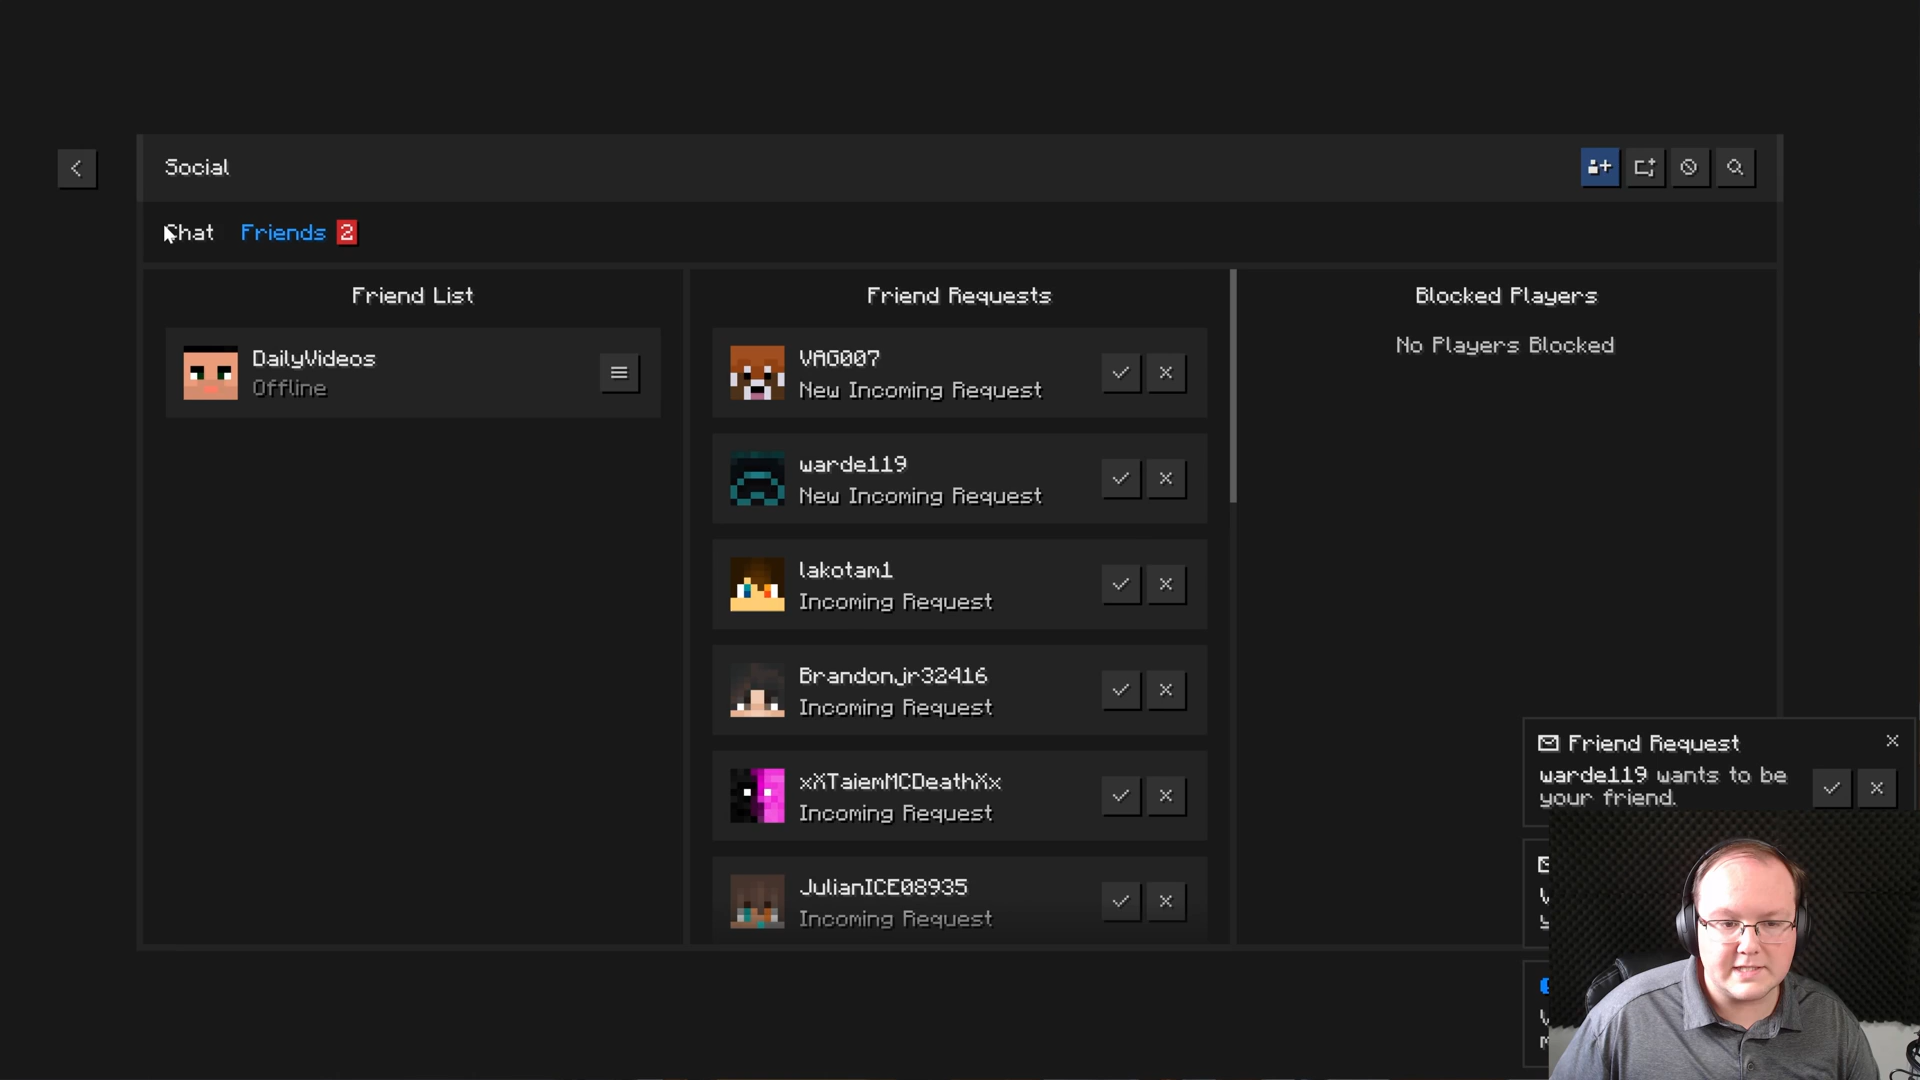 Social
Chat Friends 2
Friend List
DailyVideos
Offline
Friend Requests
VAG007
New Incoming Request
warde119
New Incoming Request
lakotam1
Incoming Request
Brandonjr32416
Incoming Request
xXTaiemMCDeathXx
Incoming Request
JulianICE08935
Incoming Request
Blocked Players
No Players Blocked
Friend Request
warde119 wants to be
your friend.